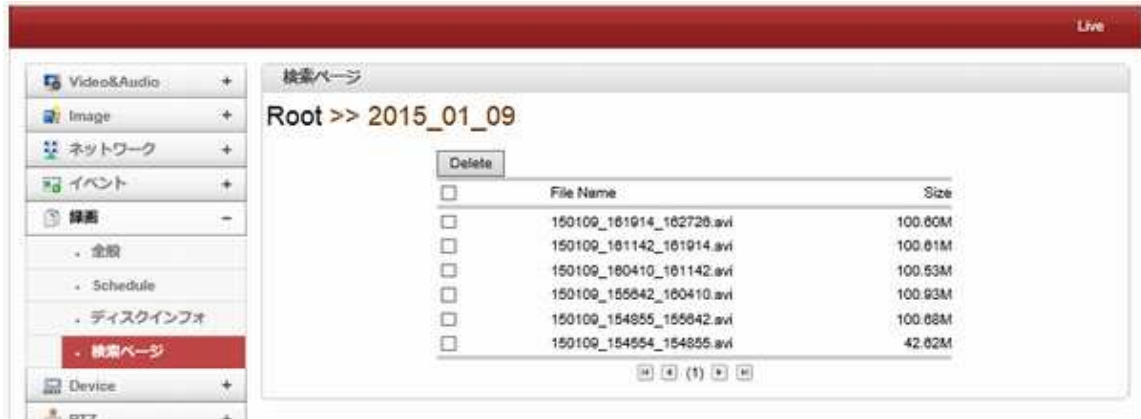 Live
Video&Audio +
Image +
ネットワーク +
イベント +
録画 -
全般
Schedule
ディスクインフォ
検索ページ
Device +
PTZ +
検索ページ
Root >> 2015_01_09
Delete
File Name Size
150109_161914_162726.avi 100.60M
150109_161142_161914.avi 100.61M
150109_160410_161142.avi 100.53M
150109_155642_160410.avi 100.93M
150109_154855_155642.avi 100.68M
150109_154554_154855.avi 42.62M
(1)